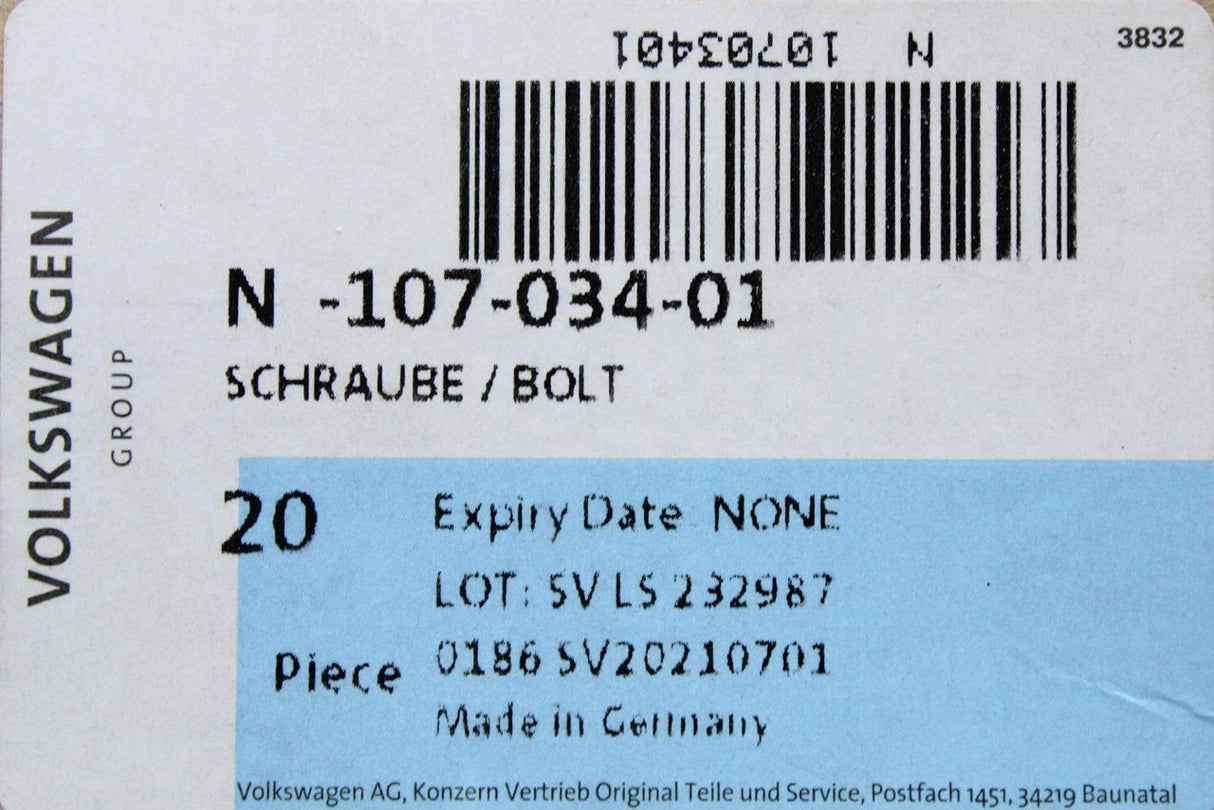 3832
N 10703401
N -107-034-01
SCHRAUBE / BOLT
VOLKSWAGEN
GROUP
20
Piece
Expiry Date NONE
LOT: SV LS 232987
0186 SV20210701
Made in Germany
Volkswagen AG, Konzern Vertrieb Original Teile und Service, Postfach 1451, 34219 Baunatal